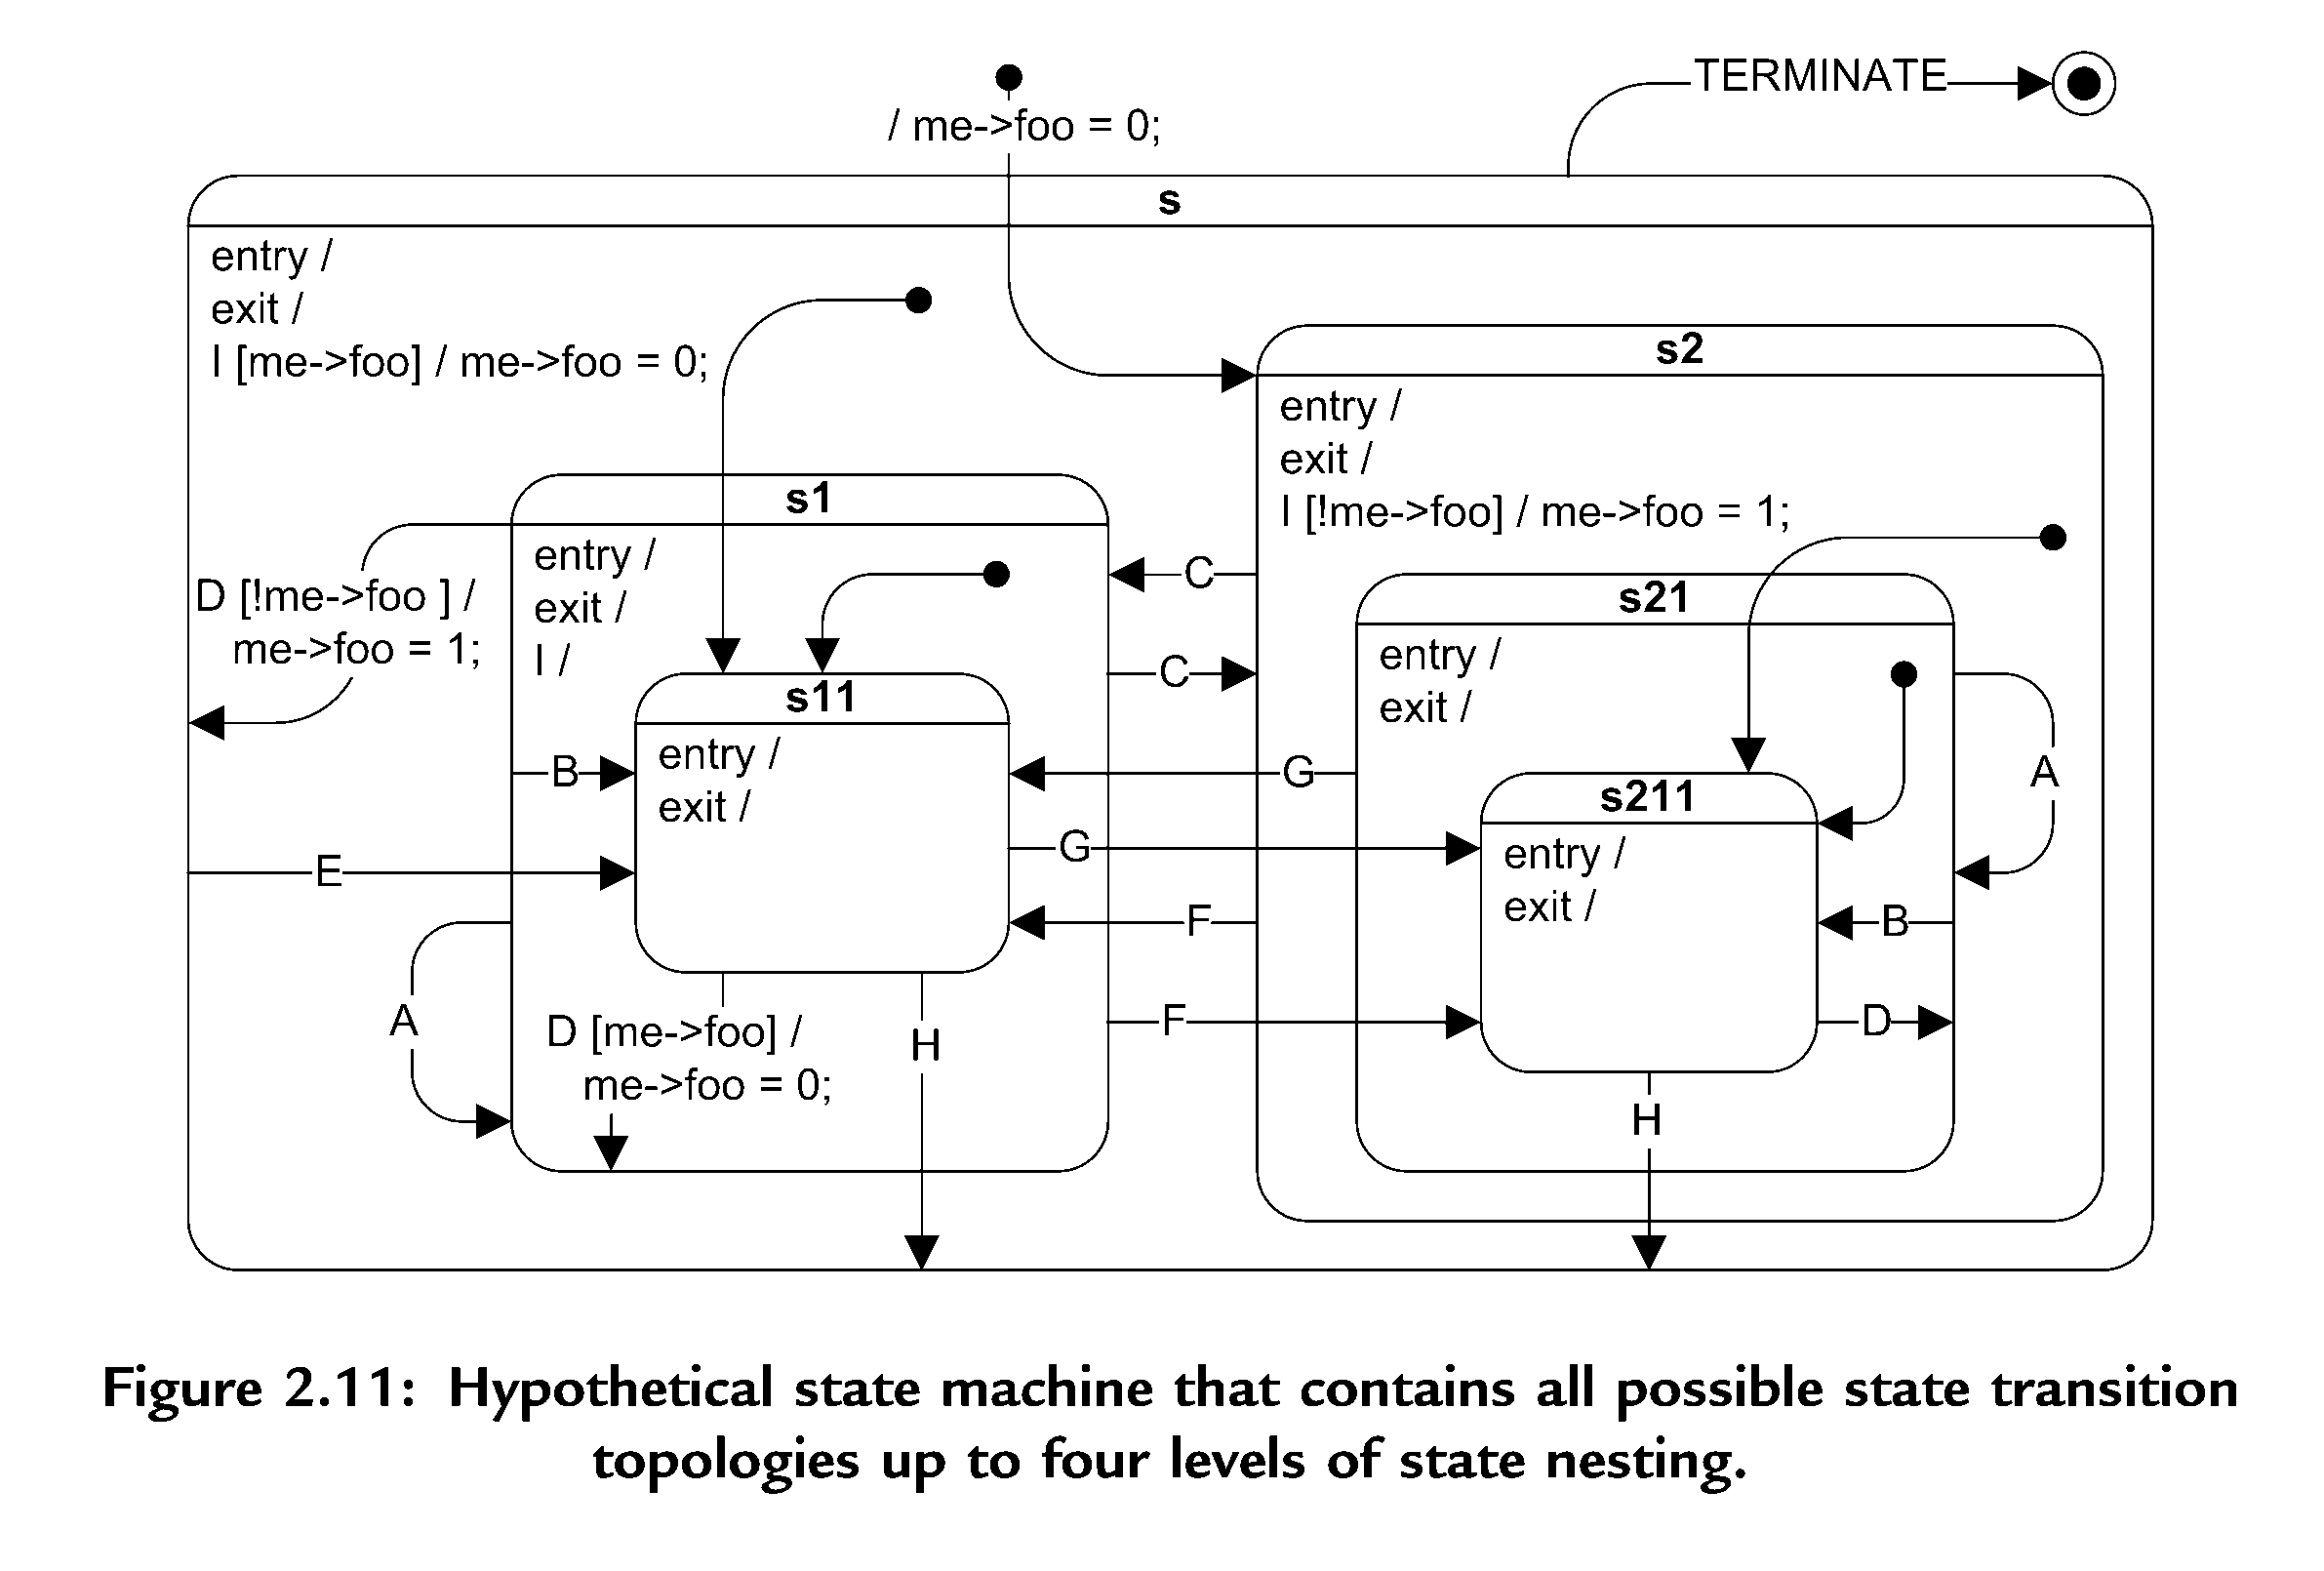 TERMINATE
/ me->foo = 0;
s
entry /
exit /
I [me->foo] / me->foo = 0;
s2
entry /
exit /
I [!me->foo] / me->foo = 1;
s1
entry /
exit /
I /
D [!me->foo ] /
me->foo = 1;
C
C
s21
entry /
exit /
s11
entry /
exit /
B
G
A
s211
entry /
exit /
G
E
F
B
A
D [me->foo] /
me->foo = 0;
H
F
D
H
Figure 2.11: Hypothetical state machine that contains all possible state transition
topologies up to four levels of state nesting.